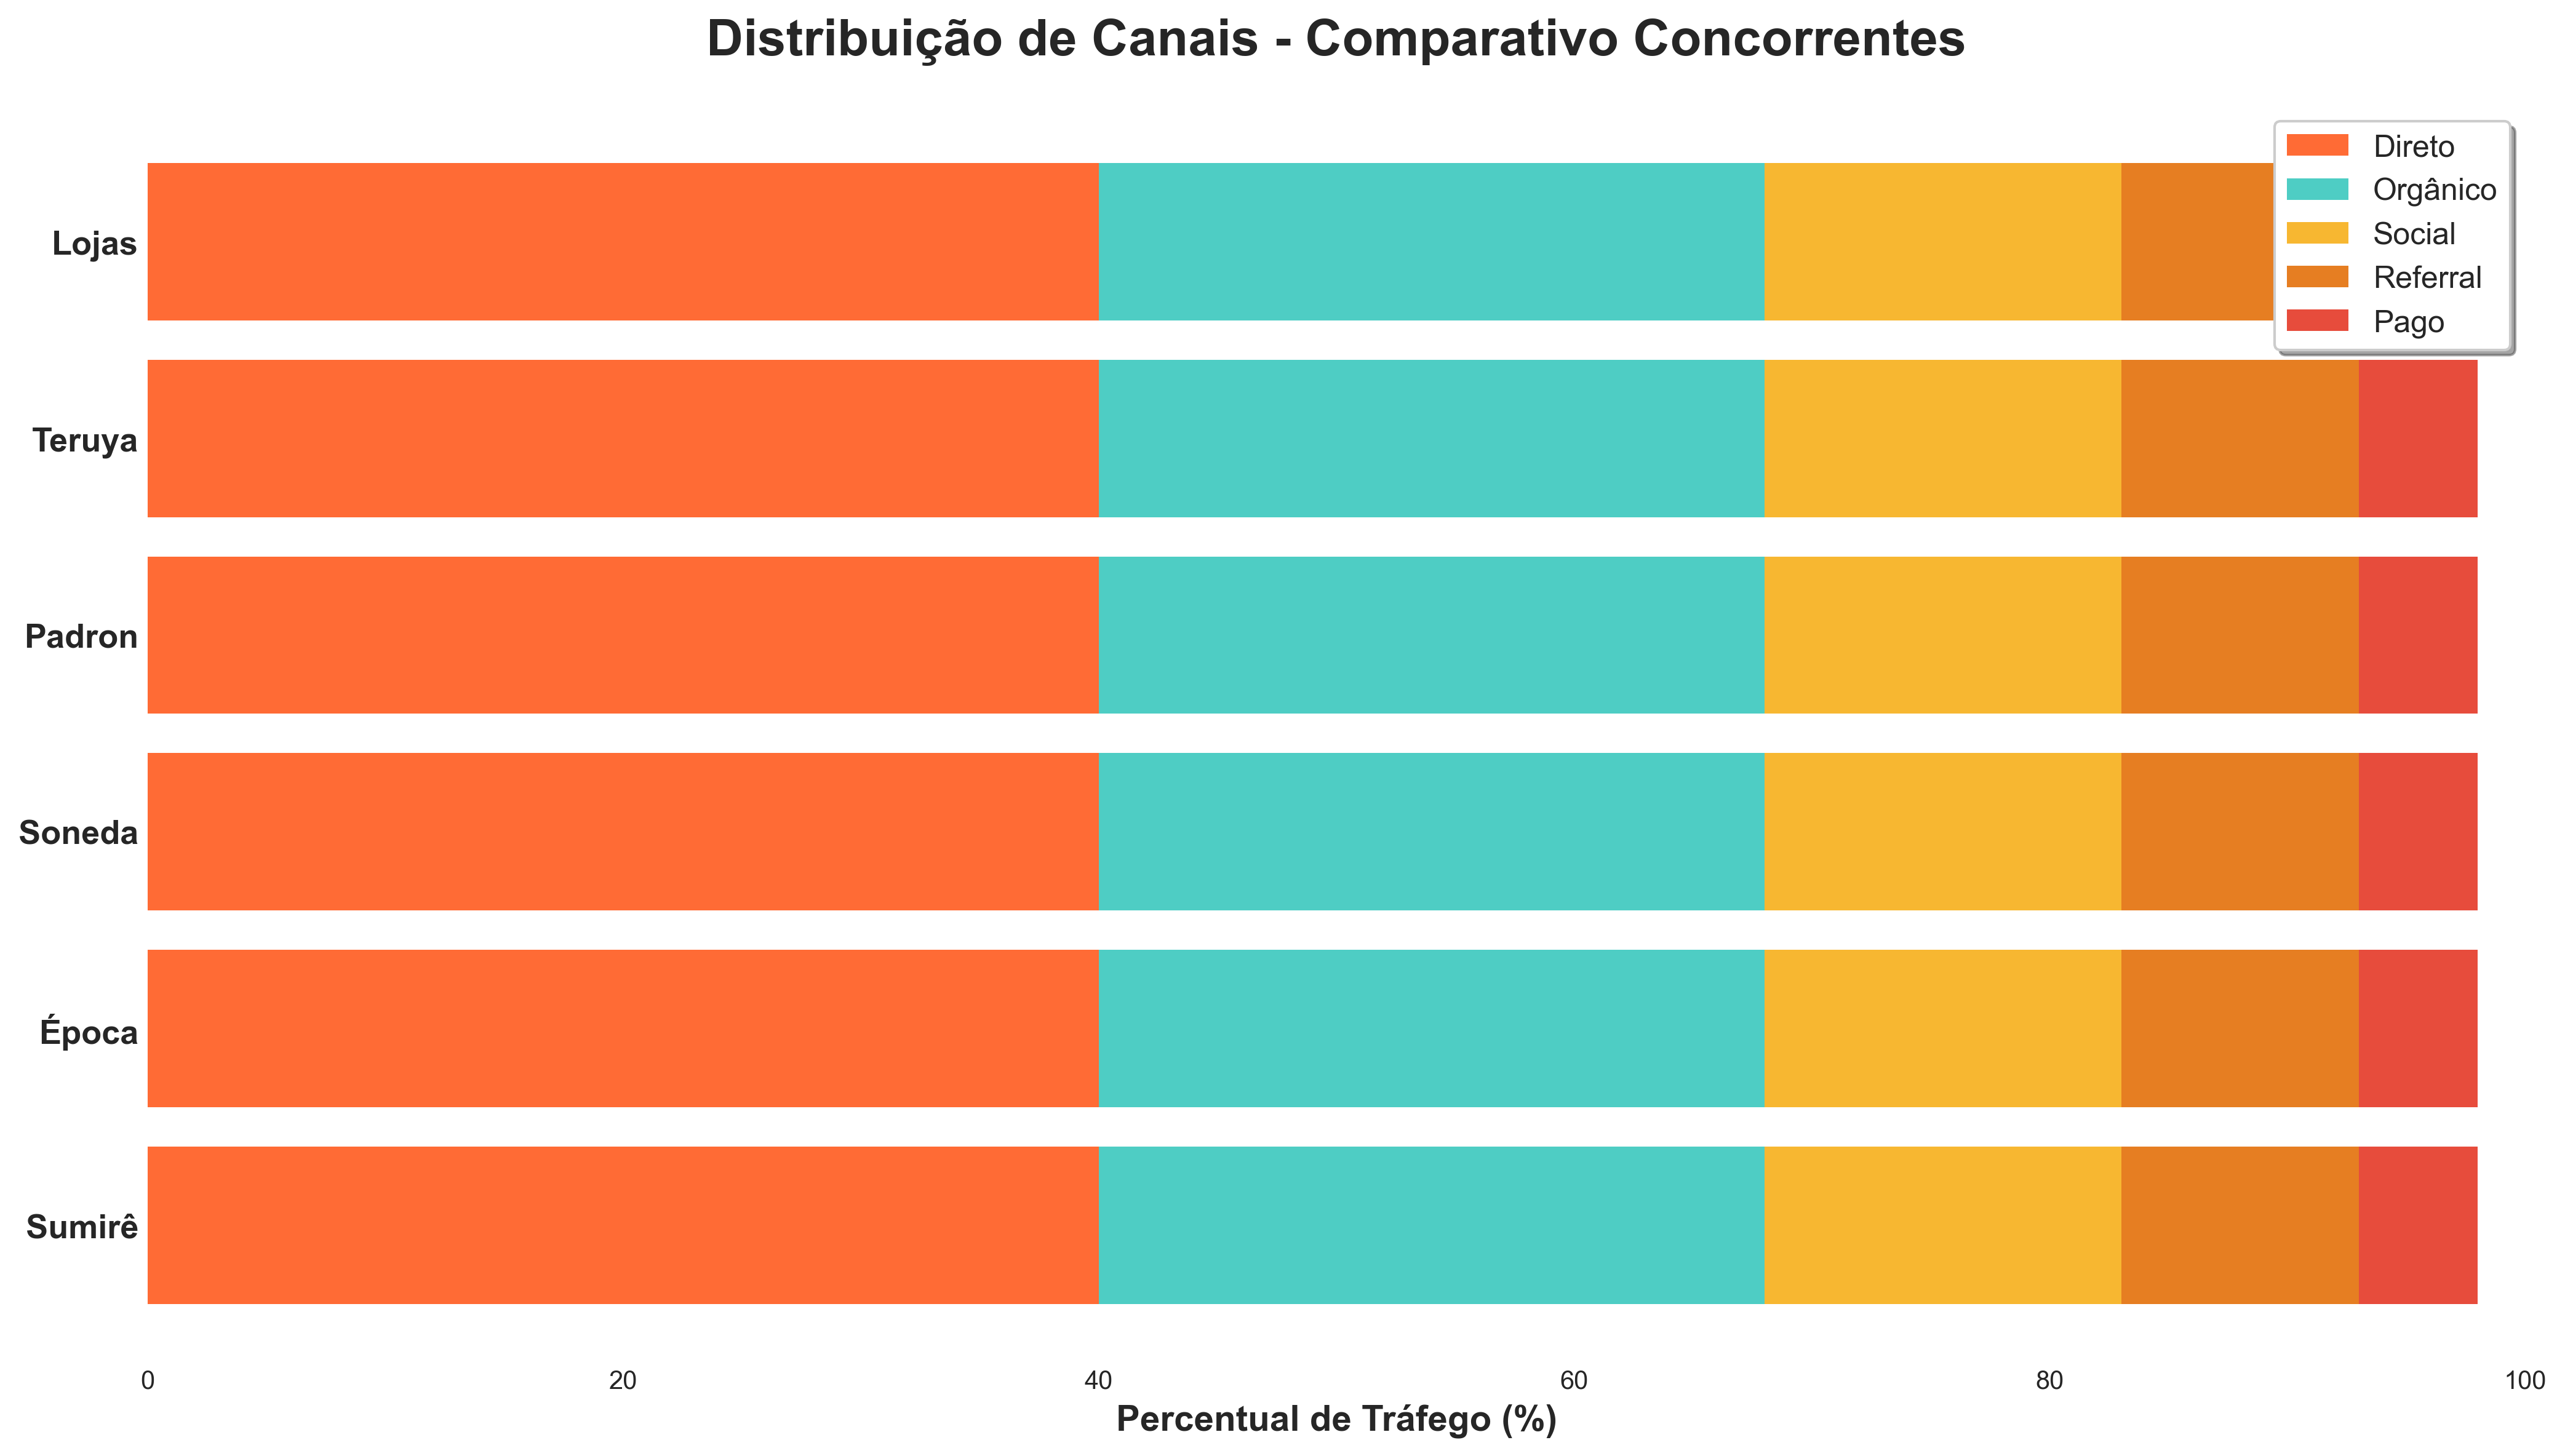 Distribuição de Canais - Comparativo Concorrentes
Direto
Orgânico
Social
Referral
Pago
Lojas
Teruya
Padron
Soneda
Época
Sumirê
0 20 40 60 80 100
Percentual de Tráfego (%)